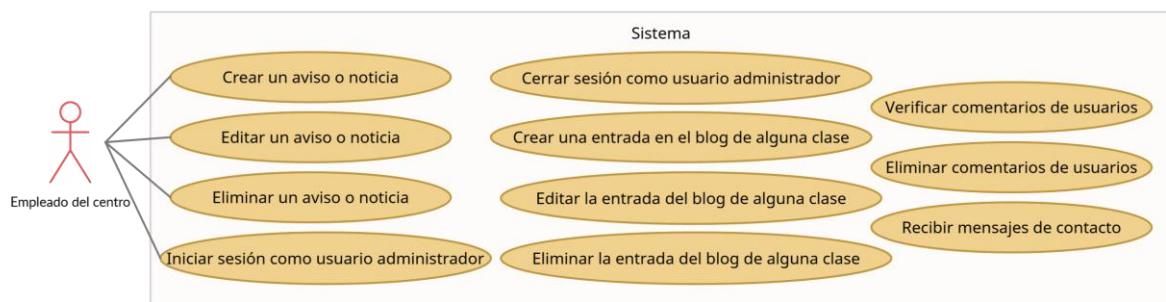 Sistema
Empleado del centro
Crear un aviso o noticia
Editar un aviso o noticia
Eliminar un aviso o noticia
Iniciar sesión como usuario administrador
Cerrar sesión como usuario administrador
Crear una entrada en el blog de alguna clase
Editar la entrada del blog de alguna clase
Eliminar la entrada del blog de alguna clase
Verificar comentarios de usuarios
Eliminar comentarios de usuarios
Recibir mensajes de contacto